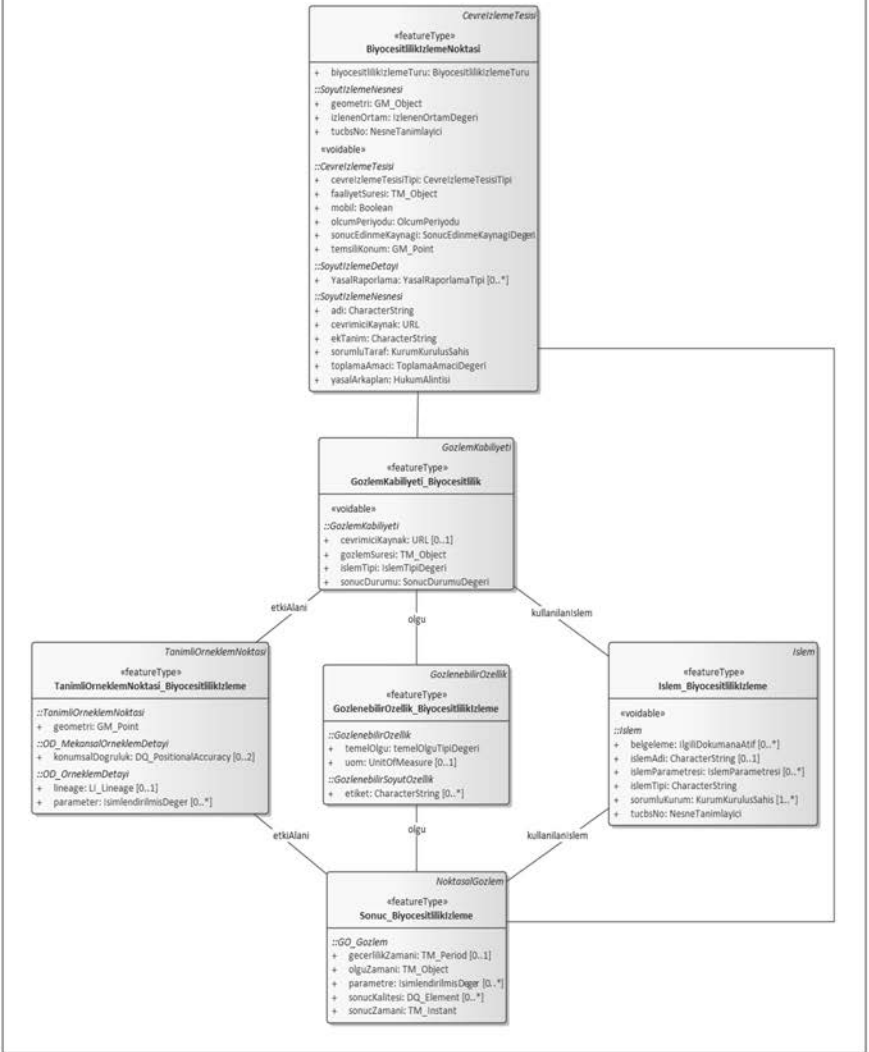 CevreIzlemeTesisi
«featureType»
BiyocesitlilikIzlemeNoktasi
+ biyocesitlilikIzlemeTuru: BiyocesitlilikIzlemeTuru
::SoyutIzlemeNesnesi
+ geometri: GM_Object
+ izlenenOrtam: IzlenenOrtamDegeri
+ tucbsNo: NesneTanimlayici
«voidable»
::CevreIzlemeTesisi
+ cevreIzlemeTesisiTipi: CevreIzlemeTesisiTipi
+ faaliyetSuresi: TM_Object
+ mobil: Boolean
+ olcumPeriyodu: OlcumPeriyodu
+ sonucEdinmeKaynagi: SonucEdinmeKaynagiDegeri
+ temsiliKonum: GM_Point
::SoyutIzlemeDetayi
+ YasalRaporlama: YasalRaporlamaTipi [0..*]
::SoyutIzlemeNesnesi
+ adi: CharacterString
+ cevrimiciKaynak: URL
+ ekTanim: CharacterString
+ sorumluTaraf: KurumKurulusSahis
+ toplamaAmaci: ToplamaAmaciDegeri
+ yasalArkaplan: HukumAlintisi
GozlemKabiliyeti
«featureType»
GozlemKabiliyeti_Biyocesitlilik
«voidable»
::GozlemKabiliyeti
+ cevrimiciKaynak: URL [0..1]
+ gozlemSuresi: TM_Object
+ islemTipi: IslemTipiDegeri
+ sonucDurumu: SonucDurumuDegeri
etkiAlani
olgu
kullanilanIslem
TanimliOrneklemNoktasi
«featureType»
TanimliOrneklemNoktasi_BiyocesitlilikIzleme
::TanimliOrneklemNoktasi
+ geometri: GM_Point
::OD_MekansalOrneklemDetayi
+ konumsalDogruluk: DQ_PositionalAccuracy [0..2]
::OD_OrneklemDetayi
+ lineage: LI_Lineage [0..1]
+ parameter: IsimlendirilmisDeger [0..*]
GozlenebilirOzellik
«featureType»
GozlenebilirOzellik_BiyocesitlilikIzleme
::GozlenebilirOzellik
+ temelOlgu: temelOlguTipiDegeri
+ uom: UnitOfMeasure [0..1]
::GozlenebilirSoyutOzellik
+ etiket: CharacterString [0..*]
Islem
«featureType»
Islem_BiyocesitlilikIzleme
«voidable»
::Islem
+ belgeleme: IlgiliDokumanaAtif [0..*]
+ islemAdi: CharacterString [0..1]
+ islemParametresi: IslemParametresi [0..*]
+ islemTipi: CharacterString
+ sorumluKurum: KurumKurulusSahis [1..*]
+ tucbsNo: NesneTanimlayici
etkiAlani
olgu
kullanilanIslem
NoktasalGozlem
«featureType»
Sonuc_BiyocesitlilikIzleme
::GO_Gozlem
+ gecerlilikZamani: TM_Period [0..1]
+ olguZamani: TM_Object
+ parametre: IsimlendirilmisDeger [0..*]
+ sonucKalitesi: DQ_Element [0..*]
+ sonucZamani: TM_Instant